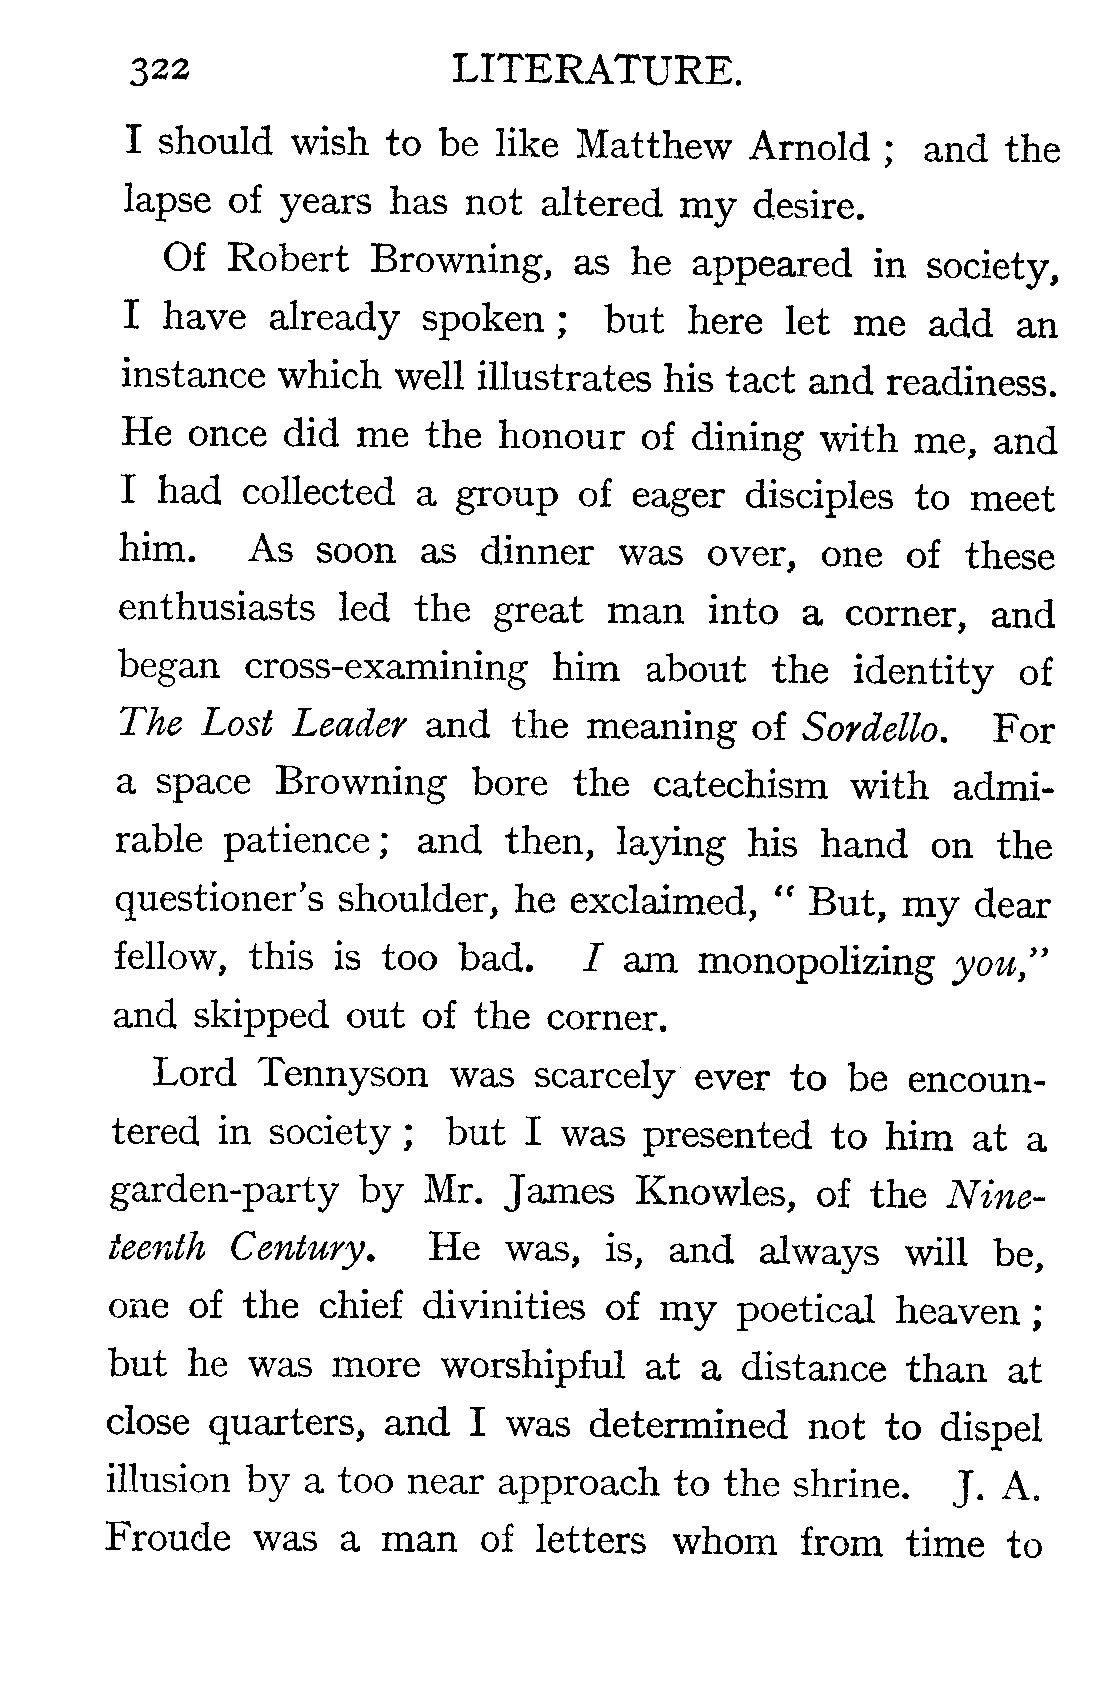 322 LITERATURE.
I should wish to be like Matthew Arnold ; and the
lapse of years has not altered my desire.
Of Robert Browning, as he appeared in society,
I have already spoken ; but here let me add an
instance which well illustrates his tact and readiness.
He once did me the honour of dining with me, and
I had collected a group of eager disciples to meet
him. As soon as dinner was over, one of these
enthusiasts led the great man into a corner, and
began cross-examining him about the identity of
The Lost Leader and the meaning of Sordello. For
a space Browning bore the catechism with admi-
rable patience ; and then, laying his hand on the
questioner's shoulder, he exclaimed, “ But, my dear
fellow, this is too bad. I am monopolizing you,”
and skipped out of the corner.
Lord Tennyson was scarcely ever to be encoun-
tered in society ; but I was presented to him at a
garden-party by Mr. James Knowles, of the Nine-
teenth Century. He was, is, and always will be,
one of the chief divinities of my poetical heaven ;
but he was more worshipful at a distance than at
close quarters, and I was determined not to dispel
illusion by a too near approach to the shrine. J. A.
Froude was a man of letters whom from time to